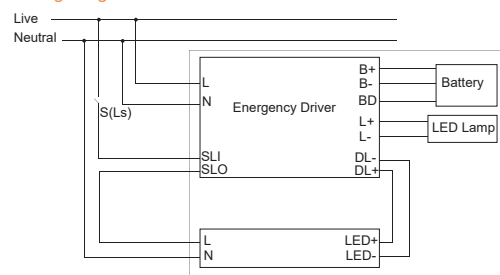 Live
Neutral
S(Ls)
L
N
SLI
SLO
Energency Driver
B+
B-
BD
L+
L-
DL-
DL+
Battery
LED Lamp
L
N
LED+
LED-